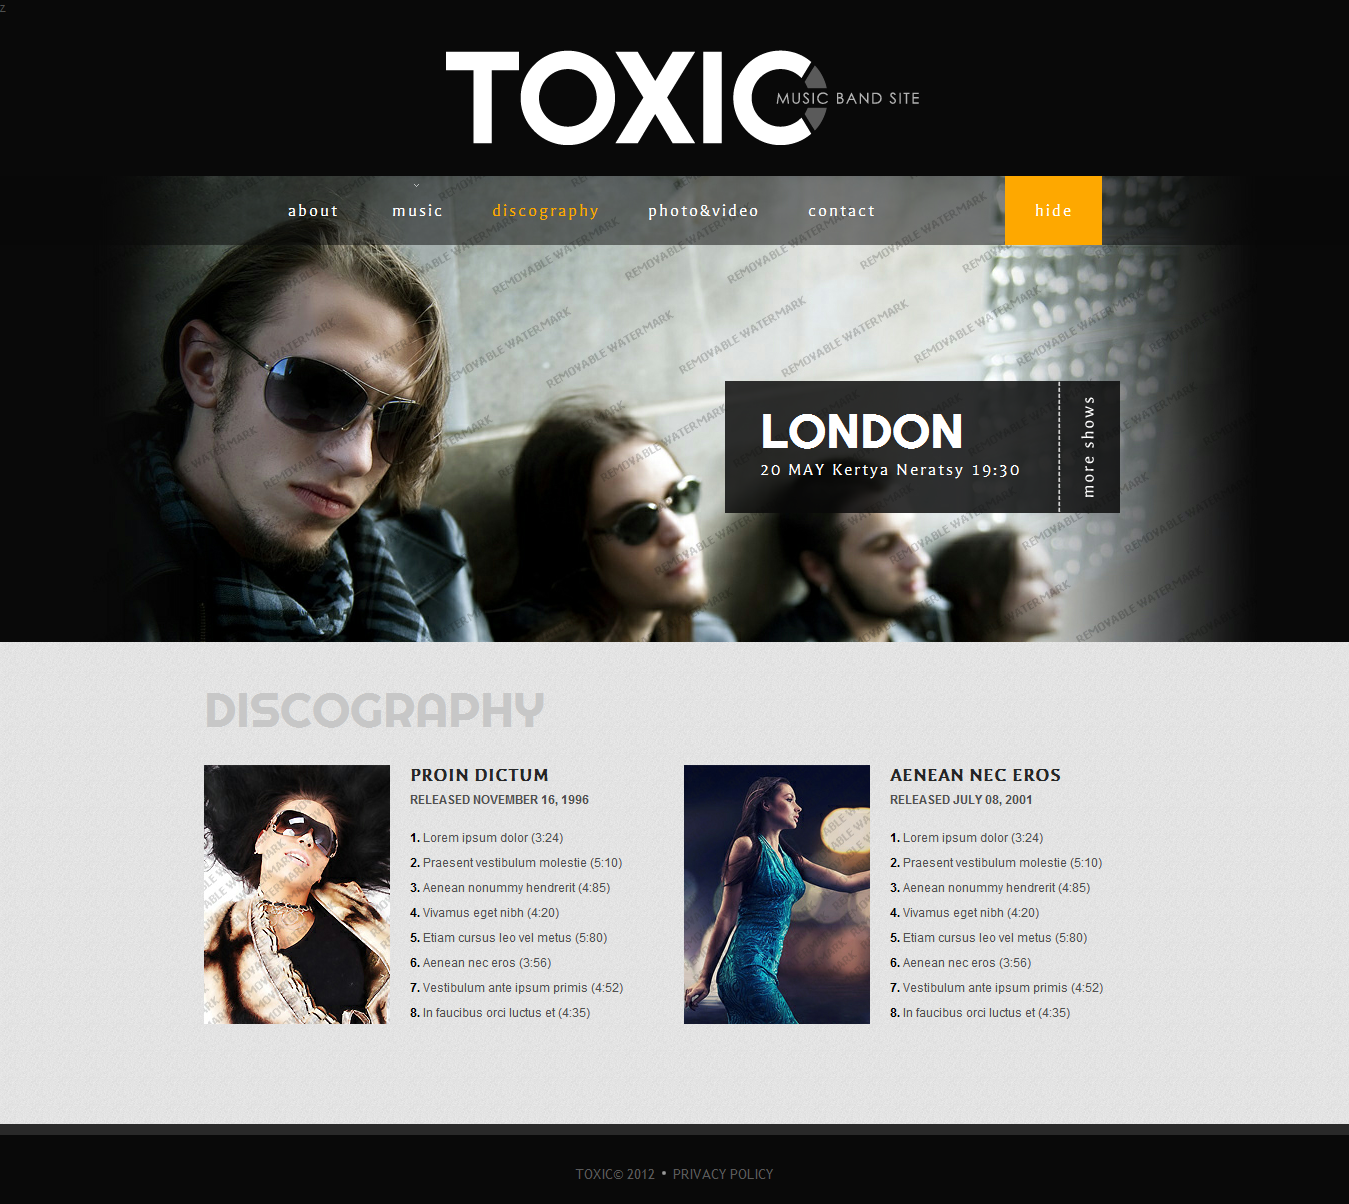 z
TOXIC
MUSIC BAND SITE
about music discography photo&video contact hide
LONDON
20 MAY Kertya Neratsy 19:30
more shows
REMOVABLE WATERMARK
DISCOGRAPHY
PROIN DICTUM
RELEASED NOVEMBER 16, 1996
1. Lorem ipsum dolor (3:24)
2. Praesent vestibulum molestie (5:10)
3. Aenean nonummy hendrerit (4:85)
4. Vivamus eget nibh (4:20)
5. Etiam cursus leo vel metus (5:80)
6. Aenean nec eros (3:56)
7. Vestibulum ante ipsum primis (4:52)
8. In faucibus orci luctus et (4:35)
AENEAN NEC EROS
RELEASED JULY 08, 2001
1. Lorem ipsum dolor (3:24)
2. Praesent vestibulum molestie (5:10)
3. Aenean nonummy hendrerit (4:85)
4. Vivamus eget nibh (4:20)
5. Etiam cursus leo vel metus (5:80)
6. Aenean nec eros (3:56)
7. Vestibulum ante ipsum primis (4:52)
8. In faucibus orci luctus et (4:35)
TOXIC© 2012 • PRIVACY POLICY